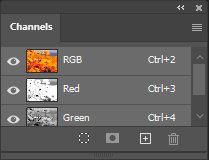 Channels
RGB Ctrl+2
Red Ctrl+3
Green Ctrl+4